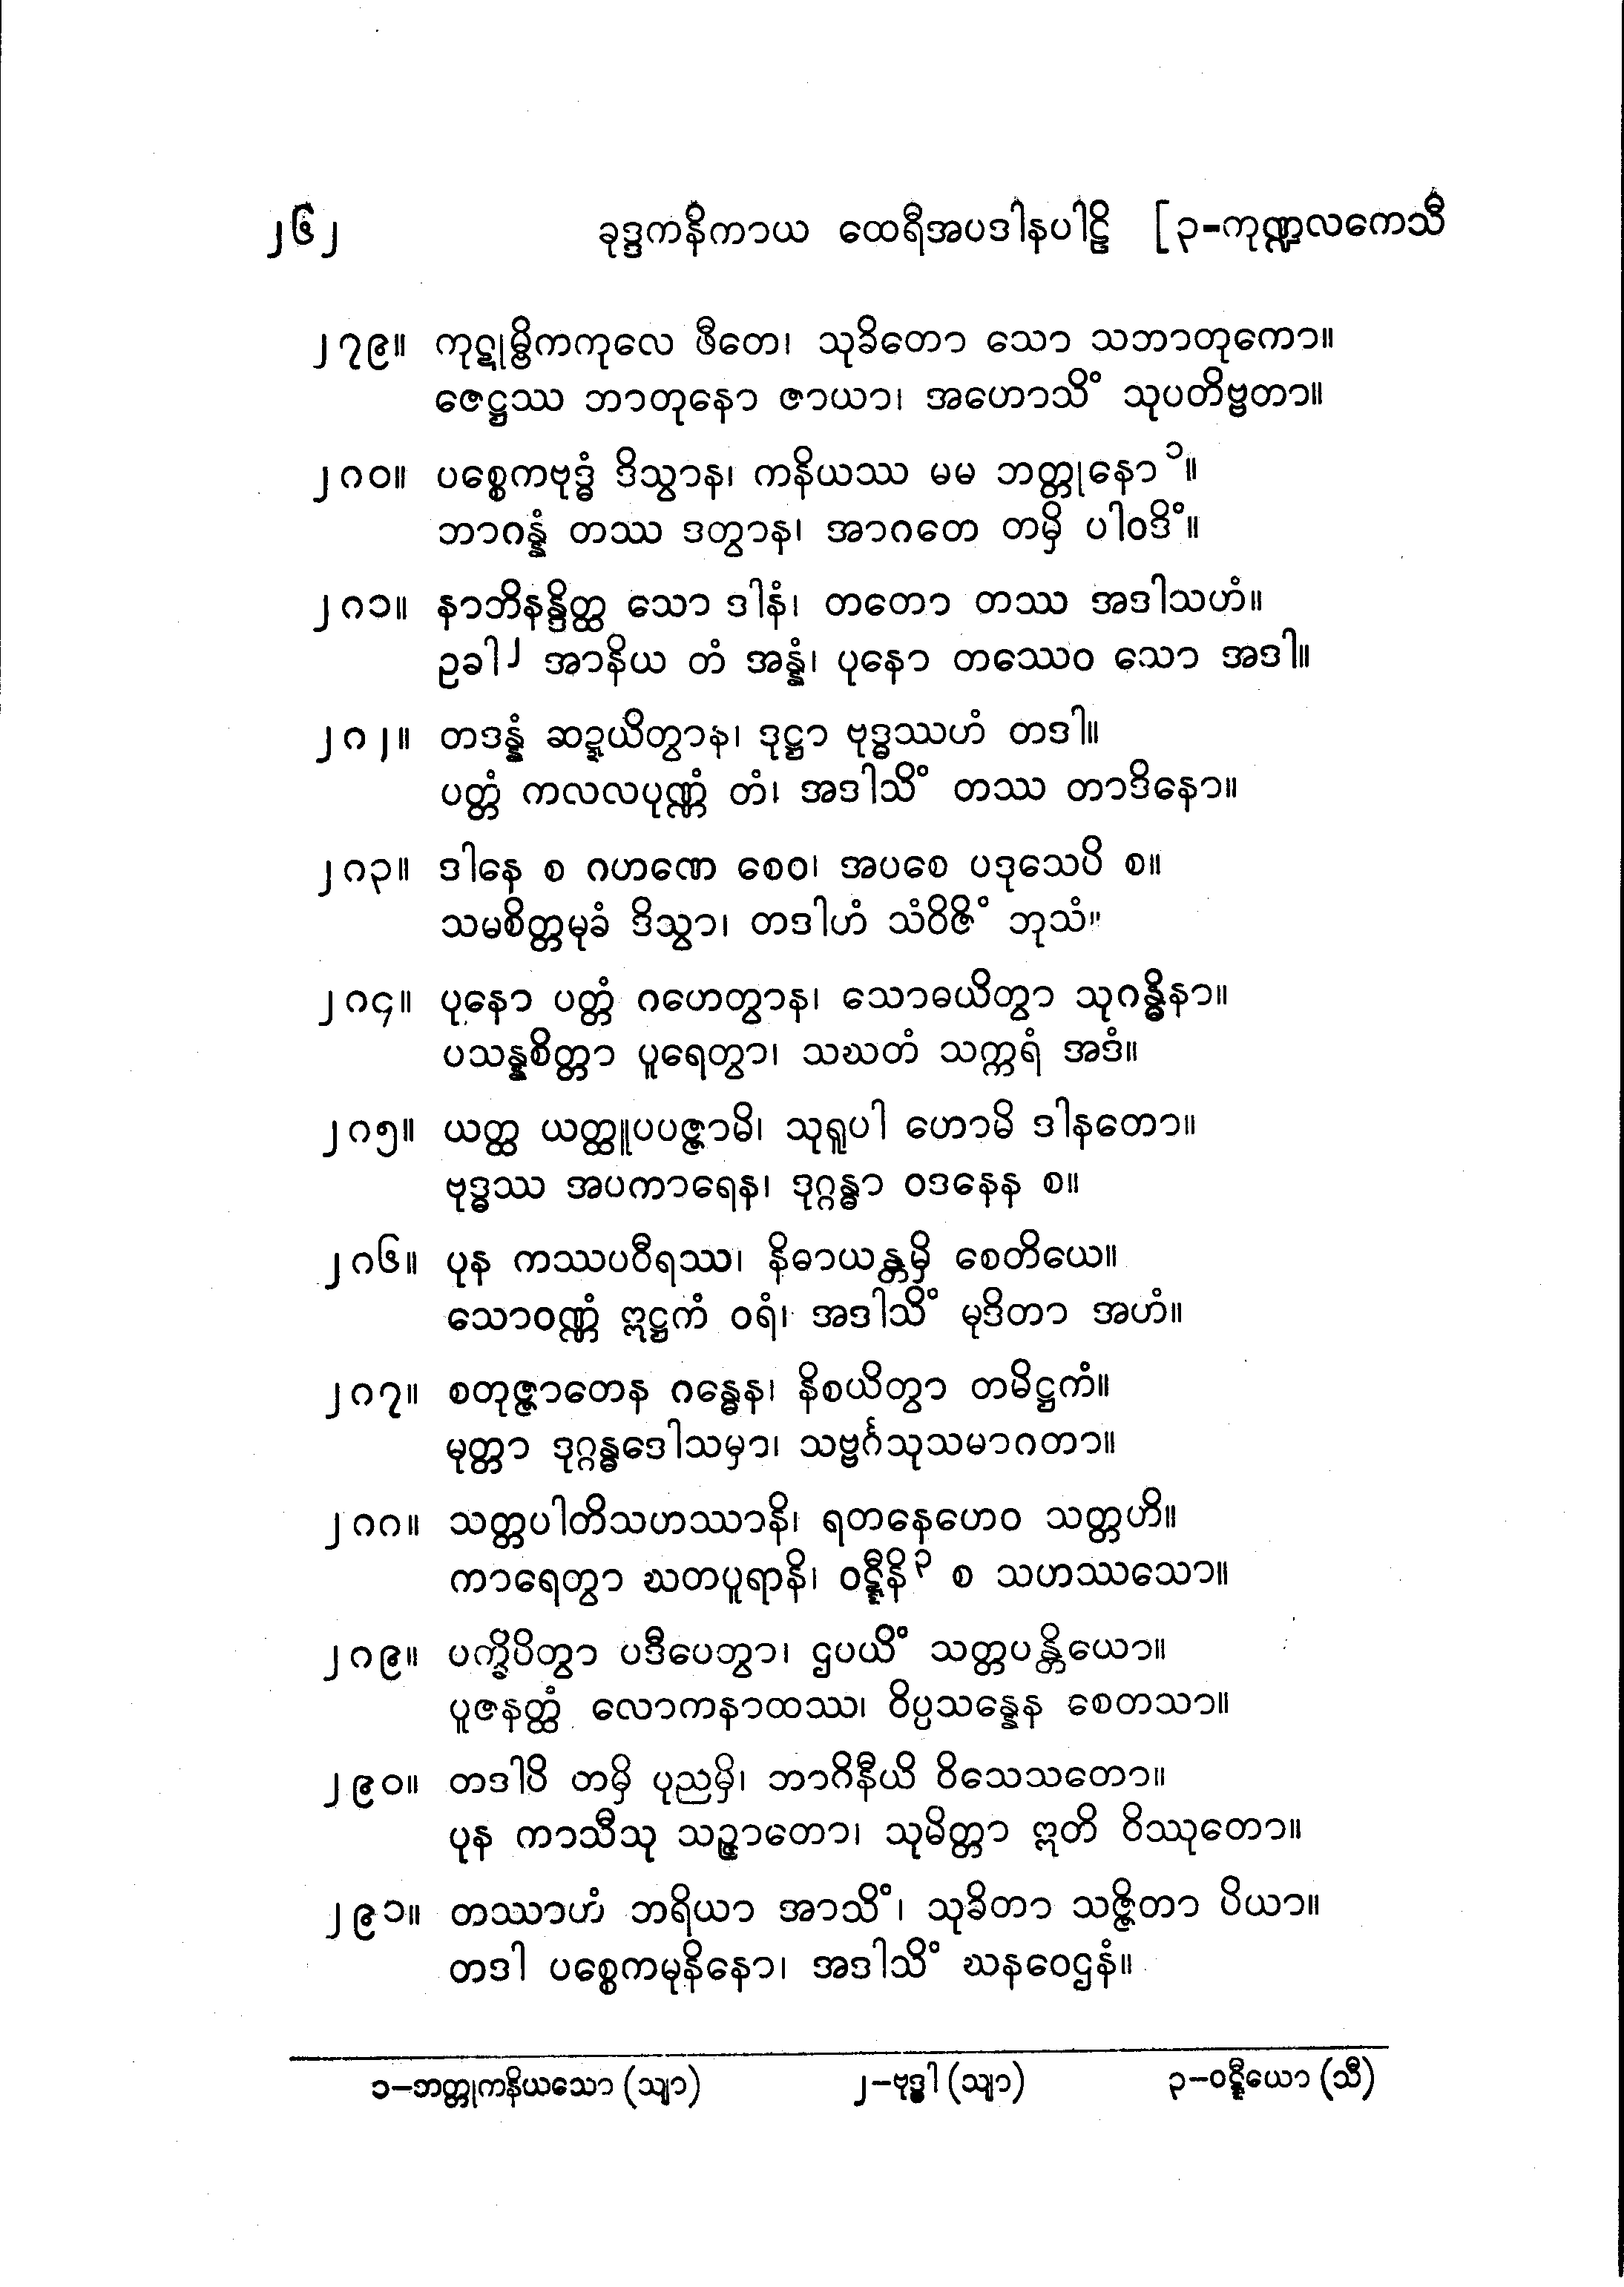 ၂၆၂ ခုဒ္ဒကနိကာယ ထေရီအပဒါနပါဠိ [၃-ကုဏ္ဍလကေသီ
၂၇၉။ ကုဋုမ္ဗိကကုလေ ဖီတေ၊ သုခိတော သော သဘာတုကော။
ဇေဋ္ဌဿ ဘာတုနော ဇာယာ၊ အဟောသိံ သုပတိဗ္ဗတာ။
၂၈၀။ ပစ္စေကဗုဒ္ဓံ ဒိသွာန၊ ကနိယဿ မမ ဘတ္တုနော ၁။
ဘာဂန္နံ တဿ ဒတွာန၊ အာဂတေ တမှိ ပါဝဒိံ။
၂၈၁။ နာဘိနန္ဒိတ္ထ သော ဒါနံ၊ တတော တဿ အဒါသဟံ။
ဥခါ၂ အာနိယ တံ အန္နံ၊ ပုနော တဿေဝ သော အဒါ။
၂၈၂။ တဒန္နံ ဆဍ္ဍယိတွာန၊ ဒုဋ္ဌာ ဗုဒ္ဓဿဟံ တဒါ။
ပတ္တံ ကလလပုဏ္ဏံ တံ၊ အဒါသိံ တဿ တာဒိနော။
၂၈၃။ ဒါနေ စ ဂဟဏေ စေဝ၊ အပစေ ပဒုသေပိ စ။
သမစိတ္တမုခံ ဒိသွာ၊ တဒါဟံ သံဝိဇိံ ဘုသံ။
၂၈၄။ ပုနော ပတ္တံ ဂဟေတွာန၊ သောဓယိတွာ သုဂန္ဓိနာ။
ပသန္နစိတ္တာ ပူရေတွာ၊ သဃတံ သက္ကရံ အဒံ။
၂၈၅။ ယတ္ထ ယတ္ထူပပဇ္ဇာမိ၊ သုရူပါ ဟောမိ ဒါနတော။
ဗုဒ္ဓဿ အပကာရေန၊ ဒုဂ္ဂန္ဓာ ဝဒနေန စ။
၂၈၆။ ပုန ကဿပဝီရဿ၊ နိဓာယန္တမှိ စေတိယေ။
သောဝဏ္ဏံ ဣဋ္ဌကံ ဝရံ၊ အဒါသိံ မုဒိတာ အဟံ။
၂၈၇။ စတုဇ္ဇာတေန ဂန္ဓေန၊ နိစယိတွာ တမိဋ္ဌကံ။
မုတ္တာ ဒုဂ္ဂန္ဓဒေါသမှာ၊ သဗ္ဗင်္ဂသုသမာဂတာ။
၂၈၈။ သတ္တပါတိသဟဿာနိ၊ ရတနေဟေဝ သတ္တဟိ။
ကာရေတွာ ဃတပူရာနိ၊ ဝဋ္ဋီနိ၃ စ သဟဿသော။
၂၈၉။ ပက္ခိပိတွာ ပဒီပေတွာ၊ ဌပယိံ သတ္တပန္တိယော။
ပူဇနတ္ထံ လောကနာထဿ၊ ဝိပ္ပသန္နေန စေတသာ။
၂၉၀။ တဒါပိ တမှိ ပုညမှိ၊ ဘာဂိနီယိ ဝိသေသတော။
ပုန ကာသီသု သဉ္ဇာတော၊ သုမိတ္တာ ဣတိ ဝိဿုတော။
၂၉၁။ တဿာဟံ ဘရိယာ အာသိံ၊ သုခိတာ သဇ္ဇိတာ ပိယာ။
တဒါ ပစ္စေကမုနိနော၊ အဒါသိံ ဃနဝေဌနံ။
၁–ဘတ္တုကနိယသော (သျာ) ၂–ဗုဒ္ဓါ (သျာ) ၃–ဝဋ္ဋီယော (သီ)